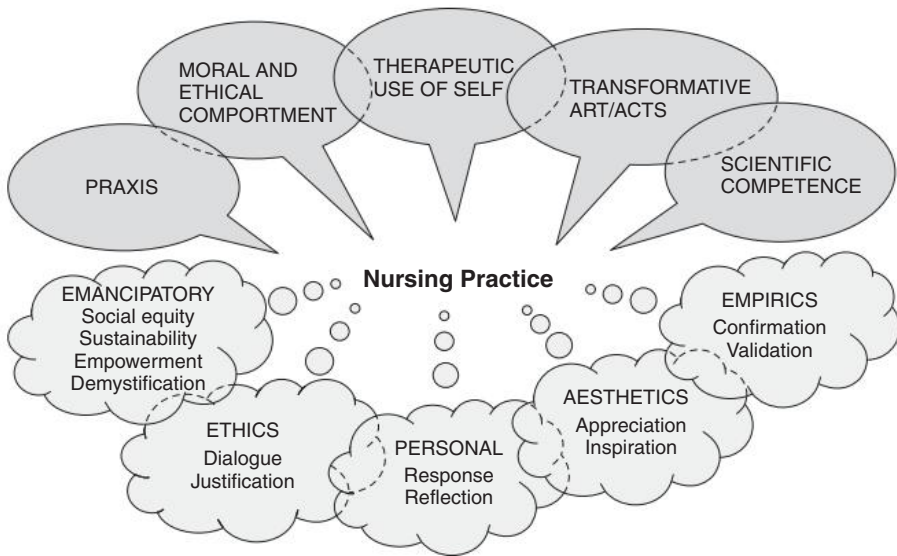 PRAXIS
MORAL AND
ETHICAL
COMPORTMENT
THERAPEUTIC
USE OF SELF
TRANSFORMATIVE
ART/ACTS
SCIENTIFIC
COMPETENCE
Nursing Practice
EMANCIPATORY
Social equity
Sustainability
Empowerment
Demystification
ETHICS
Dialogue
Justification
PERSONAL
Response
Reflection
AESTHETICS
Appreciation
Inspiration
EMPIRICS
Confirmation
Validation